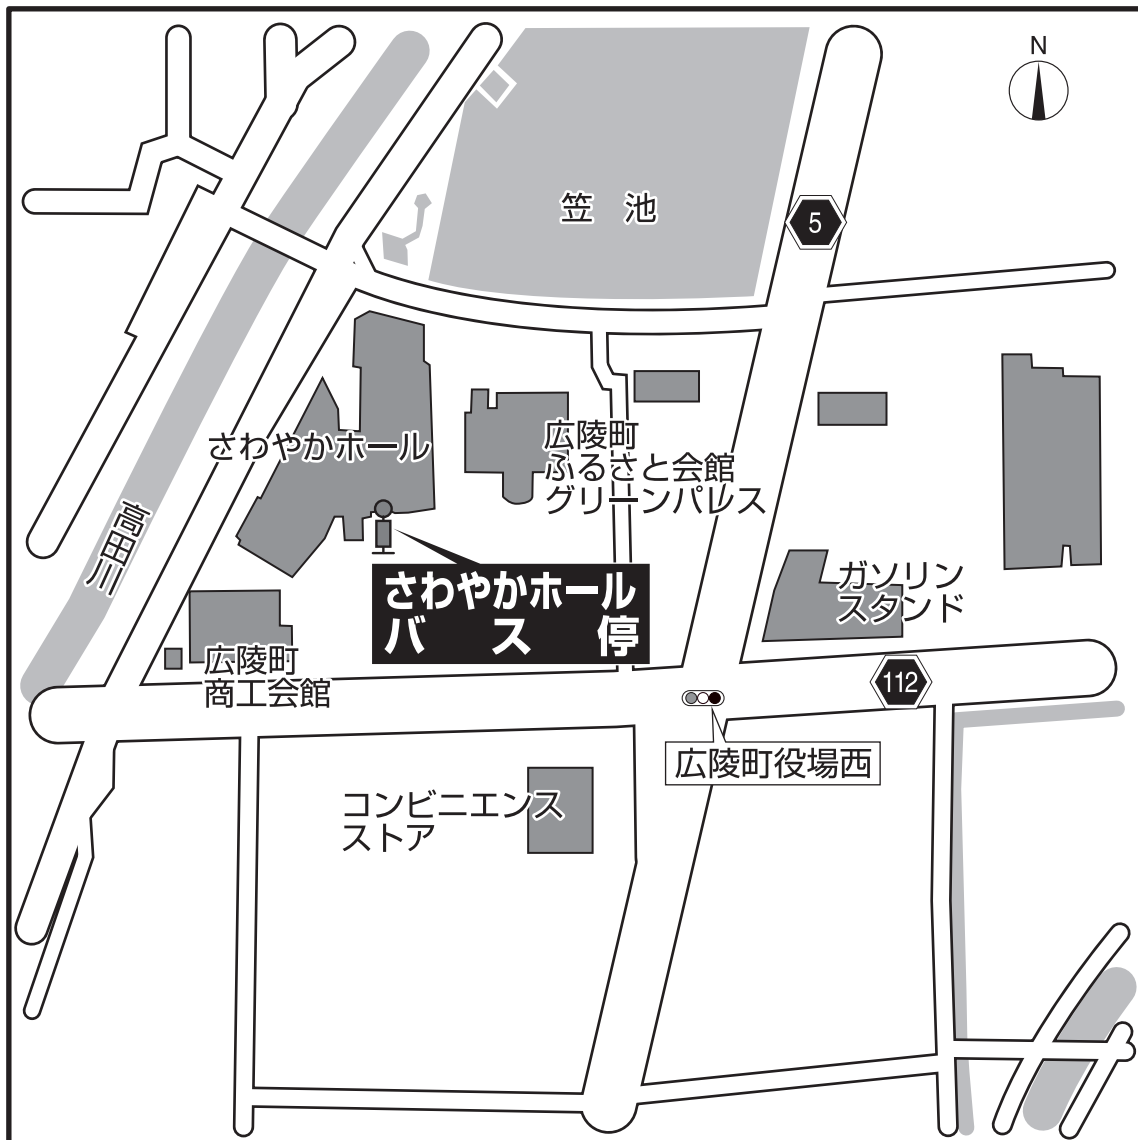 N
笠 池
5
さわやかホール
広陵町
ふるさと会館
グリーンパレス
高田川
さわやかホール
バ ス 停
ガソリン
スタンド
広陵町
商工会館
112
広陵町役場西
コンビニエンス
ストア